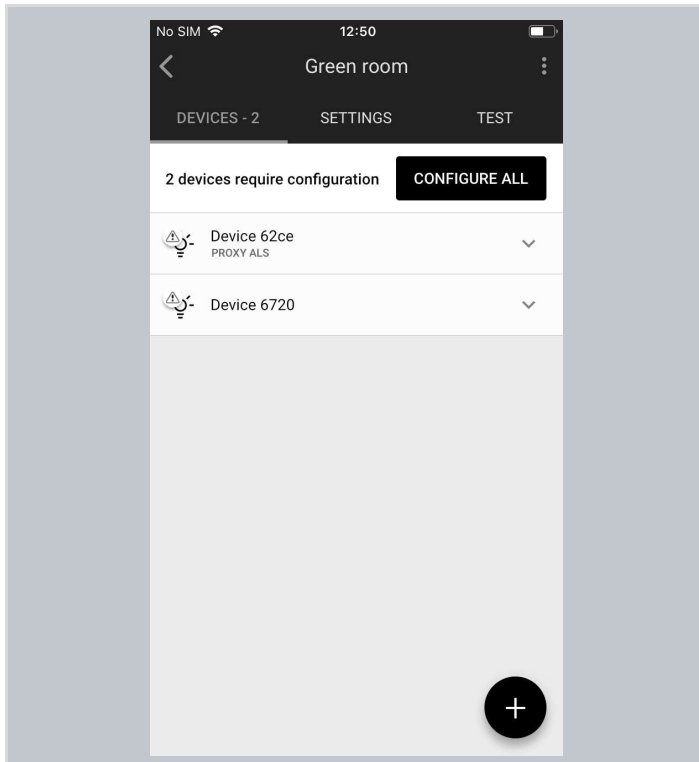 No SIM 12:50
Green room
DEVICES - 2 SETTINGS TEST
2 devices require configuration CONFIGURE ALL
Device 62ce
PROXY ALS
Device 6720